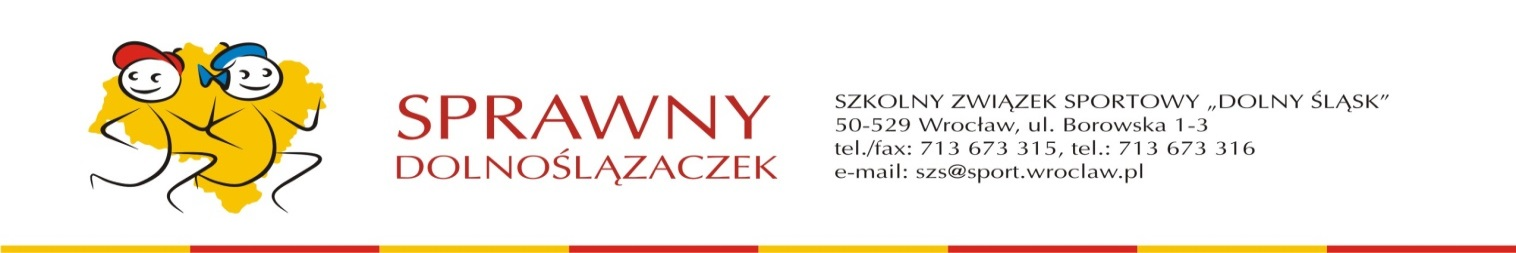 SPRAWNY
DOLNOŚLĄZACZEK
SZKOLNY ZWIĄZEK SPORTOWY „DOLNY ŚLĄSK”
50-529 Wrocław, ul. Borowska 1-3
tel./fax: 713 673 315, tel.: 713 673 316
e-mail: szs@sport.wroclaw.pl